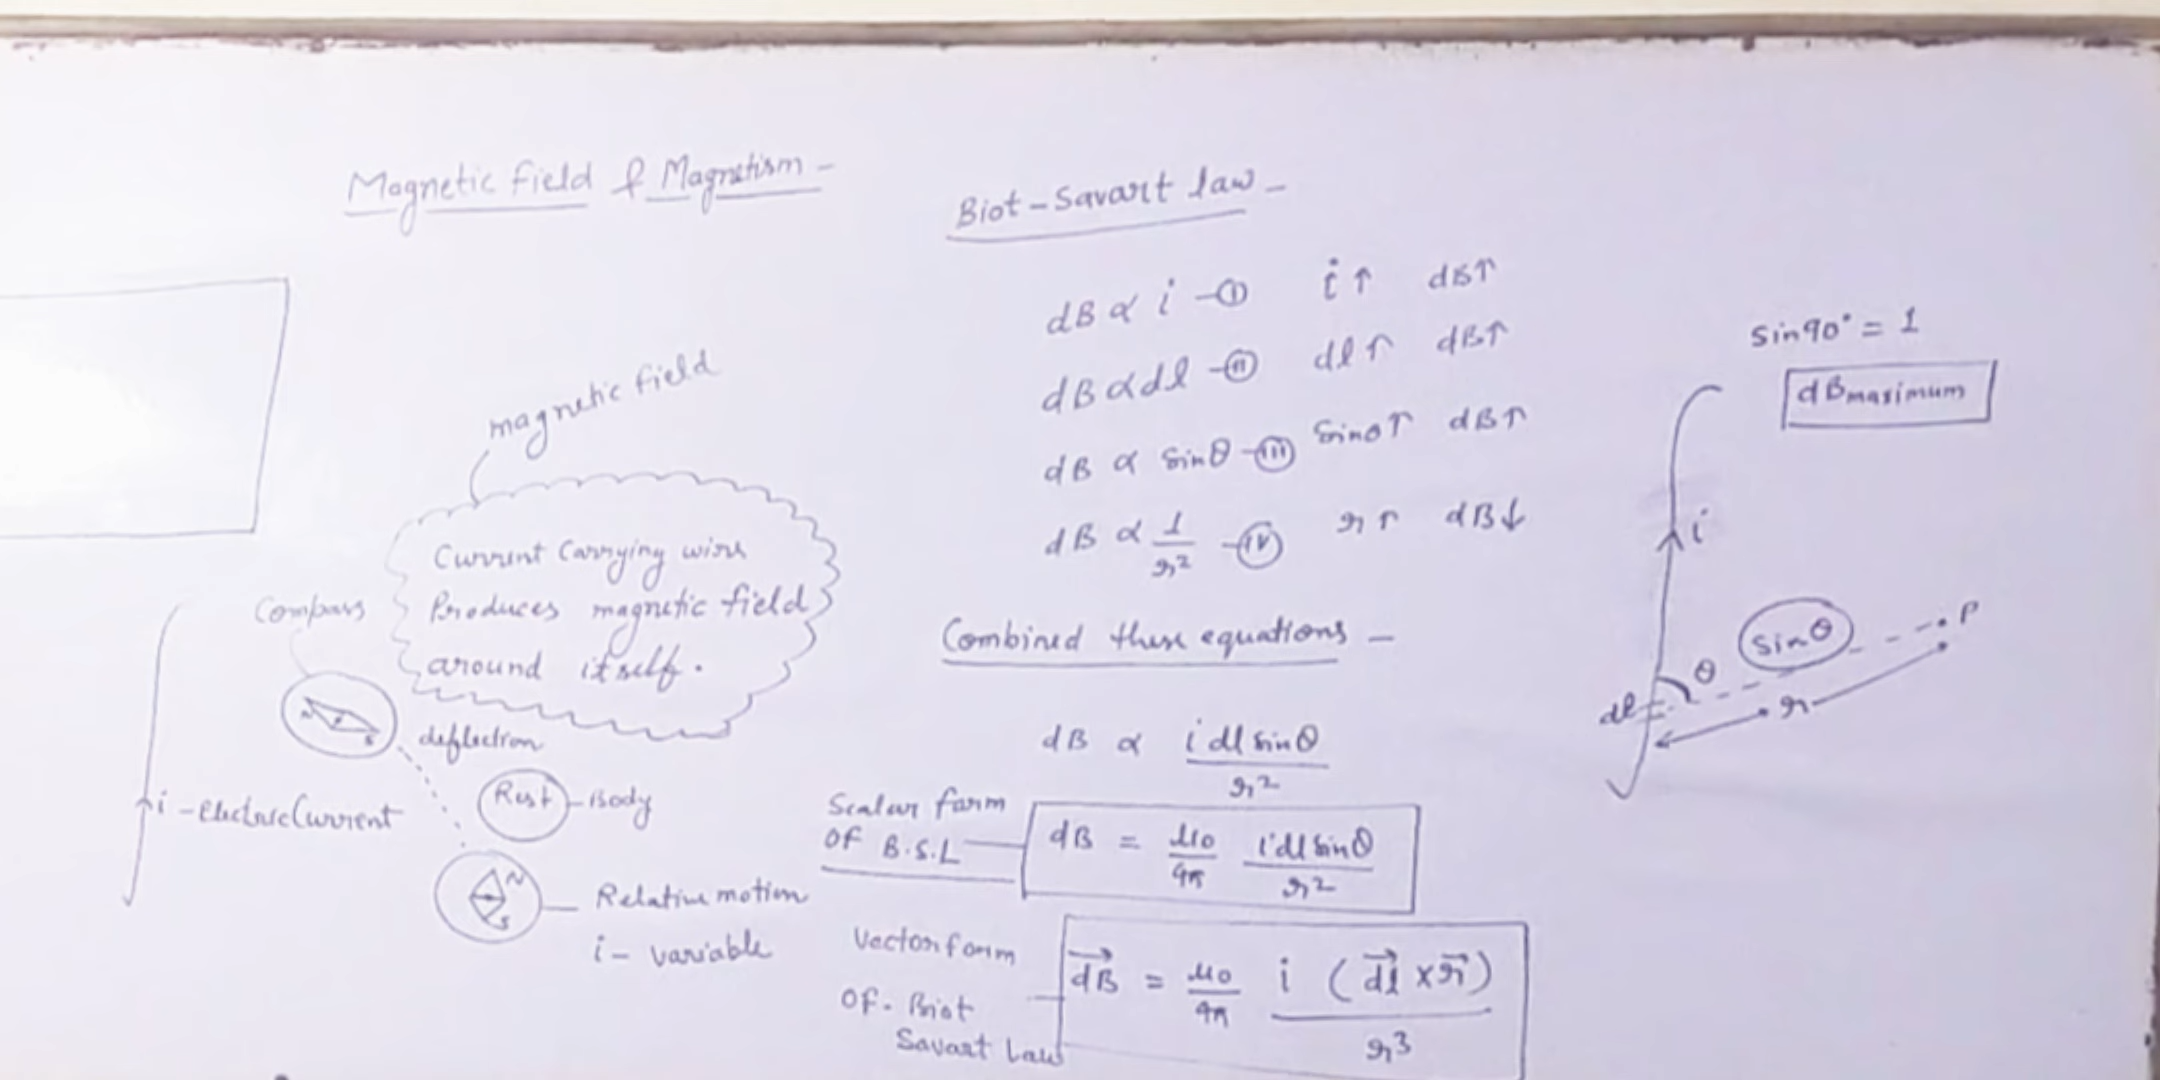 Magnetic field & Magnetism -
magnetic field
Current Carrying wire
Produces magnetic field
around itself.
Compass
N
S
deflection
Rest - Body
i - Electric Current
N
S
Relative motion
i - variable
Biot - Savart law -
dB ∝ i - (I) i ↑ dB ↑
dB ∝ dl - (II) dl ↑ dB ↑
dB ∝ sinθ - (III) Sinθ ↑ dB ↑
dB ∝ 1/r² - (IV) r ↑ dB ↓
Combined these equations -
dB ∝ i dl sinθ / r²
Scalar form
OF B.S.L
dB = μ0/4π i dl sinθ / r²
Vector form
OF. Biot
Savart Law
d⃗B = μ0/4π i (d⃗l × r⃗) / r³
Sin90° = 1
dBmaximum
i
Sinθ
P
θ
dl
r